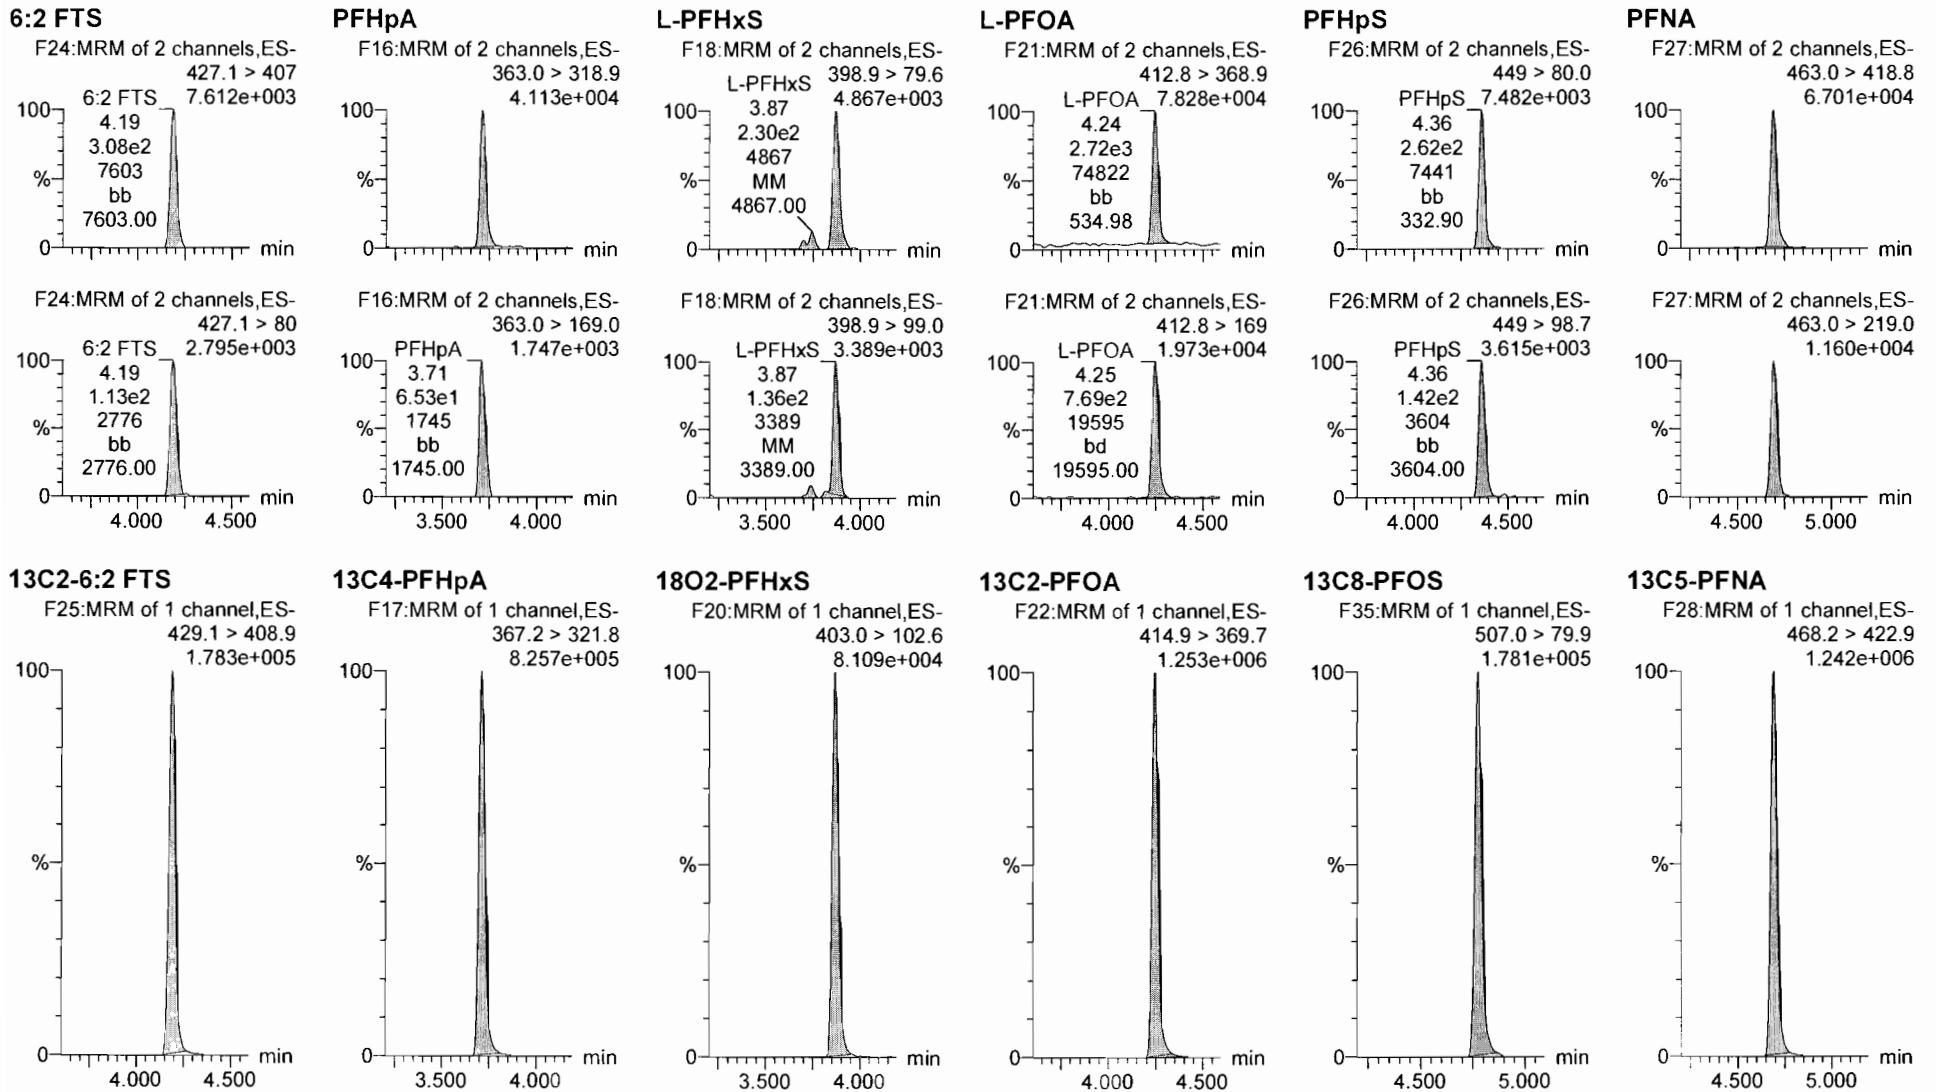 6:2 FTS
F24:MRM of 2 channels,ES-
427.1 > 407
7.612e+003
6:2 FTS
4.19
3.08e2
7603
bb
7603.00
100
%
0
min
F24:MRM of 2 channels,ES-
427.1 > 80
2.795e+003
6:2 FTS
4.19
1.13e2
2776
bb
2776.00
100
%
0
min
4.000 4.500
PFHpA
F16:MRM of 2 channels,ES-
363.0 > 318.9
4.113e+004
100
%
0
min
F16:MRM of 2 channels,ES-
363.0 > 169.0
1.747e+003
PFHpA
3.71
6.53e1
1745
bb
1745.00
100
%
0
min
3.500 4.000
L-PFHxS
F18:MRM of 2 channels,ES-
398.9 > 79.6
4.867e+003
L-PFHxS
3.87
2.30e2
4867
MM
4867.00
100
%
0
min
F18:MRM of 2 channels,ES-
398.9 > 99.0
3.389e+003
L-PFHxS
3.87
1.36e2
3389
MM
3389.00
100
%
0
min
3.500 4.000
L-PFOA
F21:MRM of 2 channels,ES-
412.8 > 368.9
7.828e+004
L-PFOA
4.24
2.72e3
74822
bb
534.98
100
%
0
min
F21:MRM of 2 channels,ES-
412.8 > 169
1.973e+004
L-PFOA
4.25
7.69e2
19595
bd
19595.00
100
%
0
min
4.000 4.500
PFHpS
F26:MRM of 2 channels,ES-
449 > 80.0
7.482e+003
PFHpS
4.36
2.62e2
7441
bb
332.90
100
%
0
min
F26:MRM of 2 channels,ES-
449 > 98.7
3.615e+003
PFHpS
4.36
1.42e2
3604
bb
3604.00
100
%
0
min
4.000 4.500
PFNA
F27:MRM of 2 channels,ES-
463.0 > 418.8
6.701e+004
100
%
0
min
F27:MRM of 2 channels,ES-
463.0 > 219.0
1.160e+004
100
%
0
min
4.500 5.000
13C2-6:2 FTS
F25:MRM of 1 channel,ES-
429.1 > 408.9
1.783e+005
100
%
0
min
4.000 4.500
13C4-PFHpA
F17:MRM of 1 channel,ES-
367.2 > 321.8
8.257e+005
100
%
0
min
3.500 4.000
18O2-PFHxS
F20:MRM of 1 channel,ES-
403.0 > 102.6
8.109e+004
100
%
0
min
3.500 4.000
13C2-PFOA
F22:MRM of 1 channel,ES-
414.9 > 369.7
1.253e+006
100
%
0
min
4.000 4.500
13C8-PFOS
F35:MRM of 1 channel,ES-
507.0 > 79.9
1.781e+005
100
%
0
min
4.500 5.000
13C5-PFNA
F28:MRM of 1 channel,ES-
468.2 > 422.9
1.242e+006
100
%
0
min
4.500 5.000